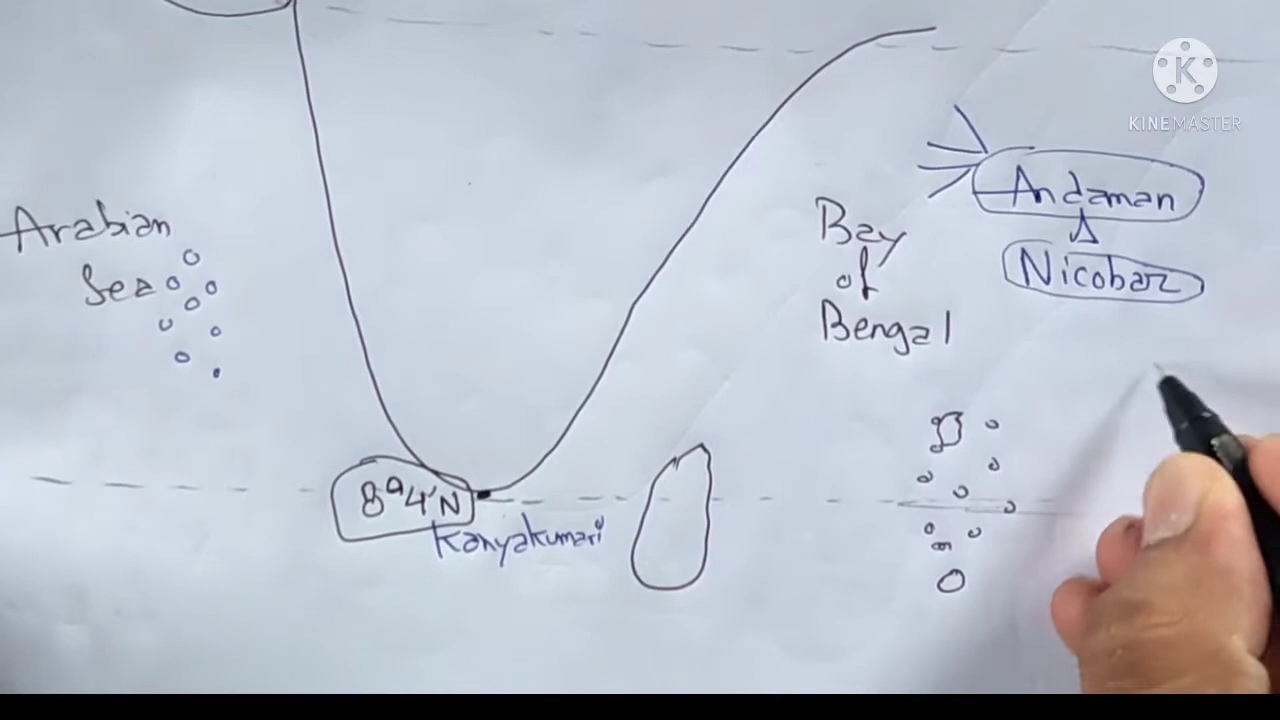 KINEMASTER
Andaman
Nicobar
Arabian
Sea
Bay
of
Bengal
8°4'N
Kanyakumari